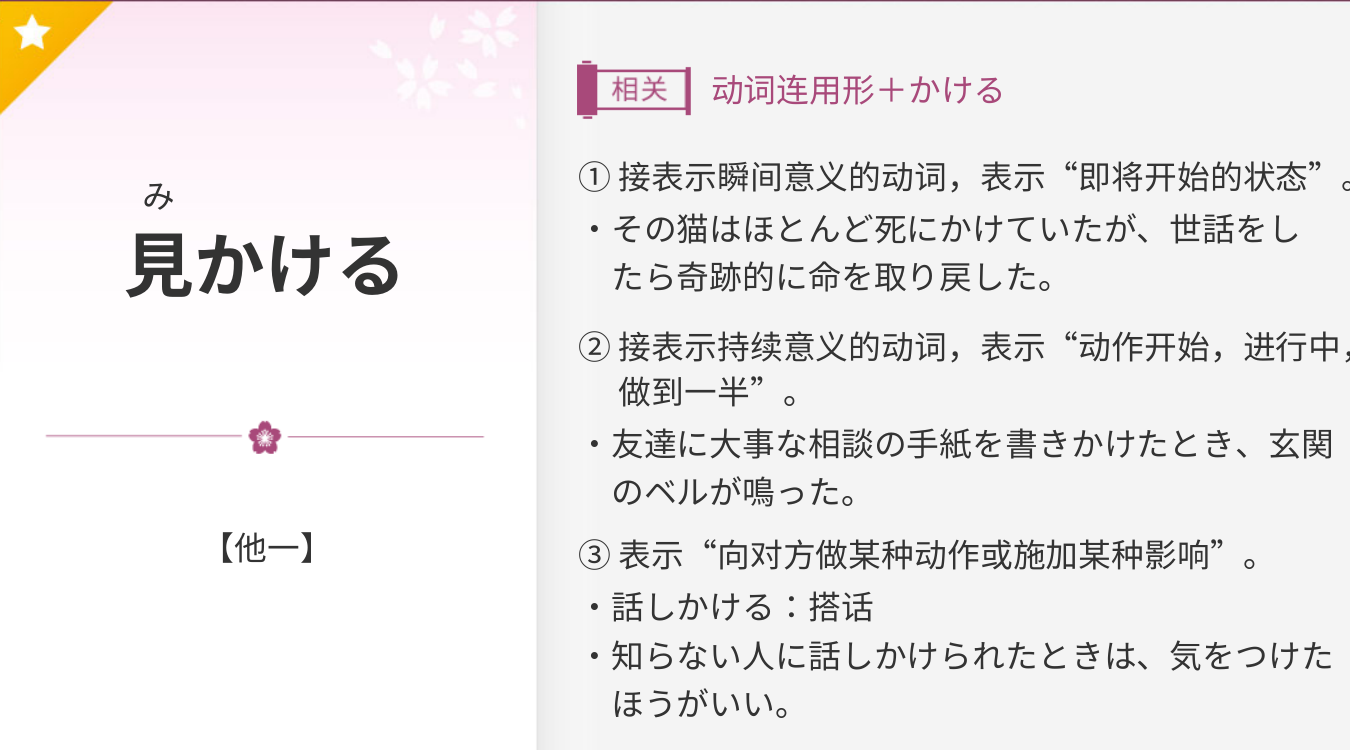 み
見かける
【他一】
相关 动词连用形＋かける
① 接表示瞬间意义的动词，表示“即将开始的状态”。
・その猫はほとんど死にかけていたが、世話をし
たら奇跡的に命を取り戻した。
② 接表示持续意义的动词，表示“动作开始，进行中，
做到一半”。
・友達に大事な相談の手紙を書きかけたとき、玄関
のベルが鳴った。
③ 表示“向对方做某种动作或施加某种影响”。
・話しかける：搭话
・知らない人に話しかけられたときは、気をつけた
ほうがいい。